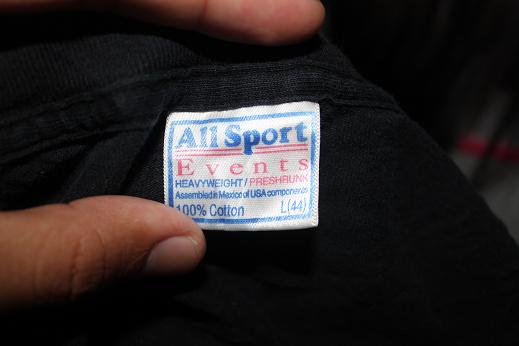 All Sport
Events
HEAVYWEIGHT / PRESHRUNK
Assembled in Mexico of USA components
100% Cotton L(44)